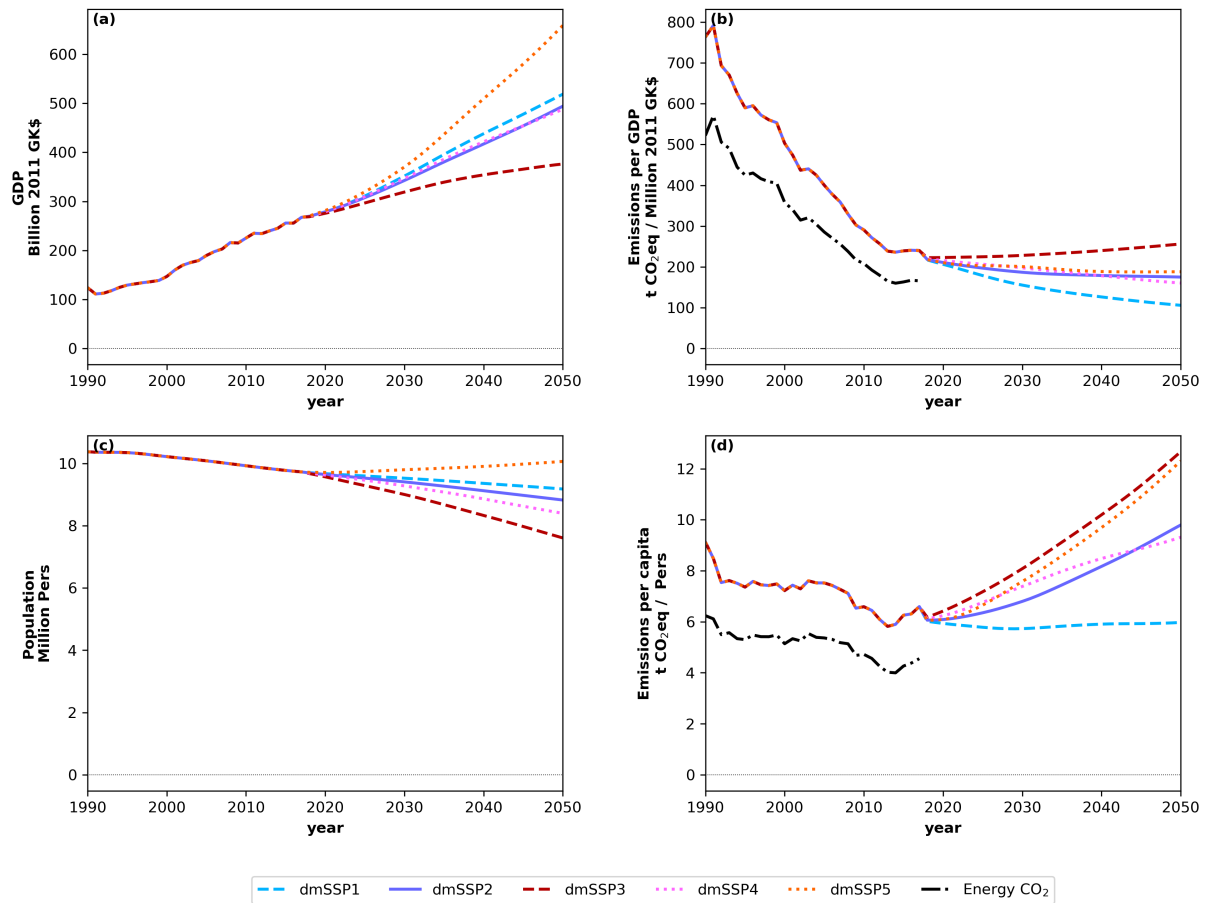 (a)
GDP
Billion 2011 GK$
600
500
400
300
200
100
0
1990 2000 2010 2020 2030 2040 2050
year
(b)
Emissions per GDP
t CO₂eq / Million 2011 GK$
800
700
600
500
400
300
200
100
0
1990 2000 2010 2020 2030 2040 2050
year
(c)
Population
Million Pers
10
8
6
4
2
0
1990 2000 2010 2020 2030 2040 2050
year
(d)
Emissions per capita
t CO₂eq / Pers
12
10
8
6
4
2
0
1990 2000 2010 2020 2030 2040 2050
year
dmSSP1 dmSSP2 dmSSP3 dmSSP4 dmSSP5 Energy CO₂